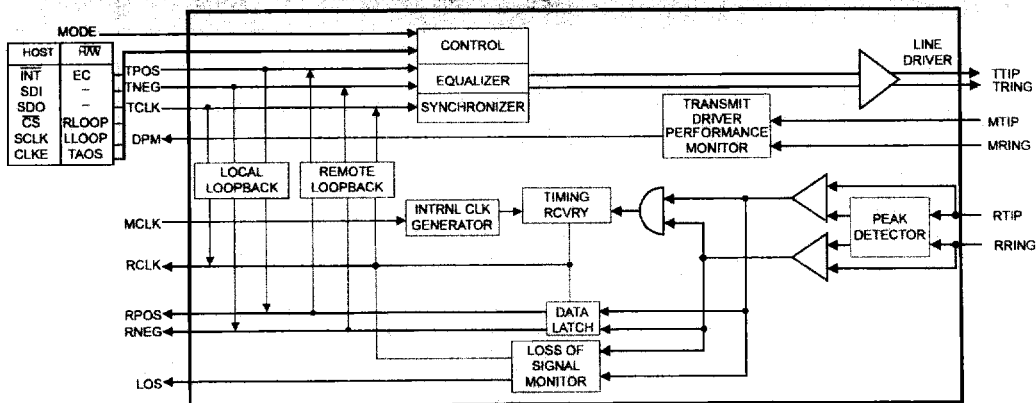 MODE
HOST H/W
INT EC
SDI –
SDO –
CS RLOOP
SCLK LLOOP
CLKE TAOS
TPOS
TNEG
TCLK
DPM
CONTROL
EQUALIZER
SYNCHRONIZER
LINE
DRIVER
TTIP
TRING
TRANSMIT
DRIVER
PERFORMANCE
MONITOR
MTIP
MRING
LOCAL
LOOPBACK
REMOTE
LOOPBACK
MCLK
INTRNL CLK
GENERATOR
TIMING
RCVRY
PEAK
DETECTOR
RTIP
RRING
RCLK
RPOS
RNEG
DATA
LATCH
LOSS OF
SIGNAL
MONITOR
LOS